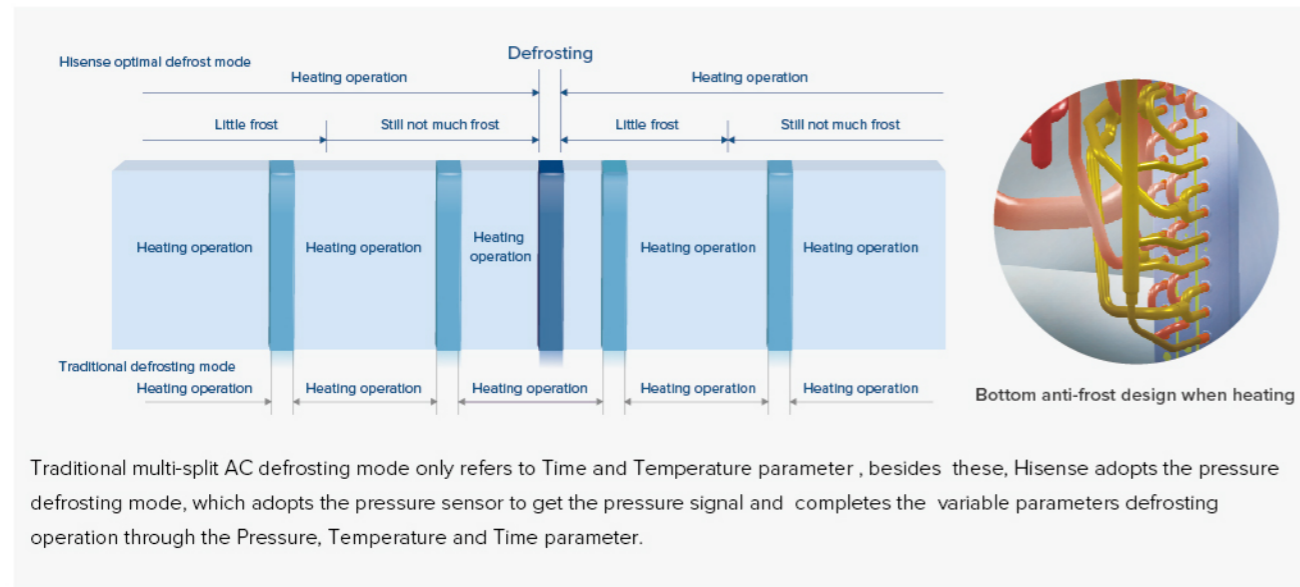 Defrosting
Hisense optimal defrost mode
Heating operation
Heating operation
Little frost
Still not much frost
Little frost
Still not much frost
Heating operation
Heating operation
Heating
operation
Heating operation
Heating operation
Traditional defrosting mode
Heating operation
Heating operation
Heating operation
Heating operation
Heating operation
Bottom anti-frost design when heating
Traditional multi-split AC defrosting mode only refers to Time and Temperature parameter , besides these, Hisense adopts the pressure
defrosting mode, which adopts the pressure sensor to get the pressure signal and completes the variable parameters defrosting
operation through the Pressure, Temperature and Time parameter.